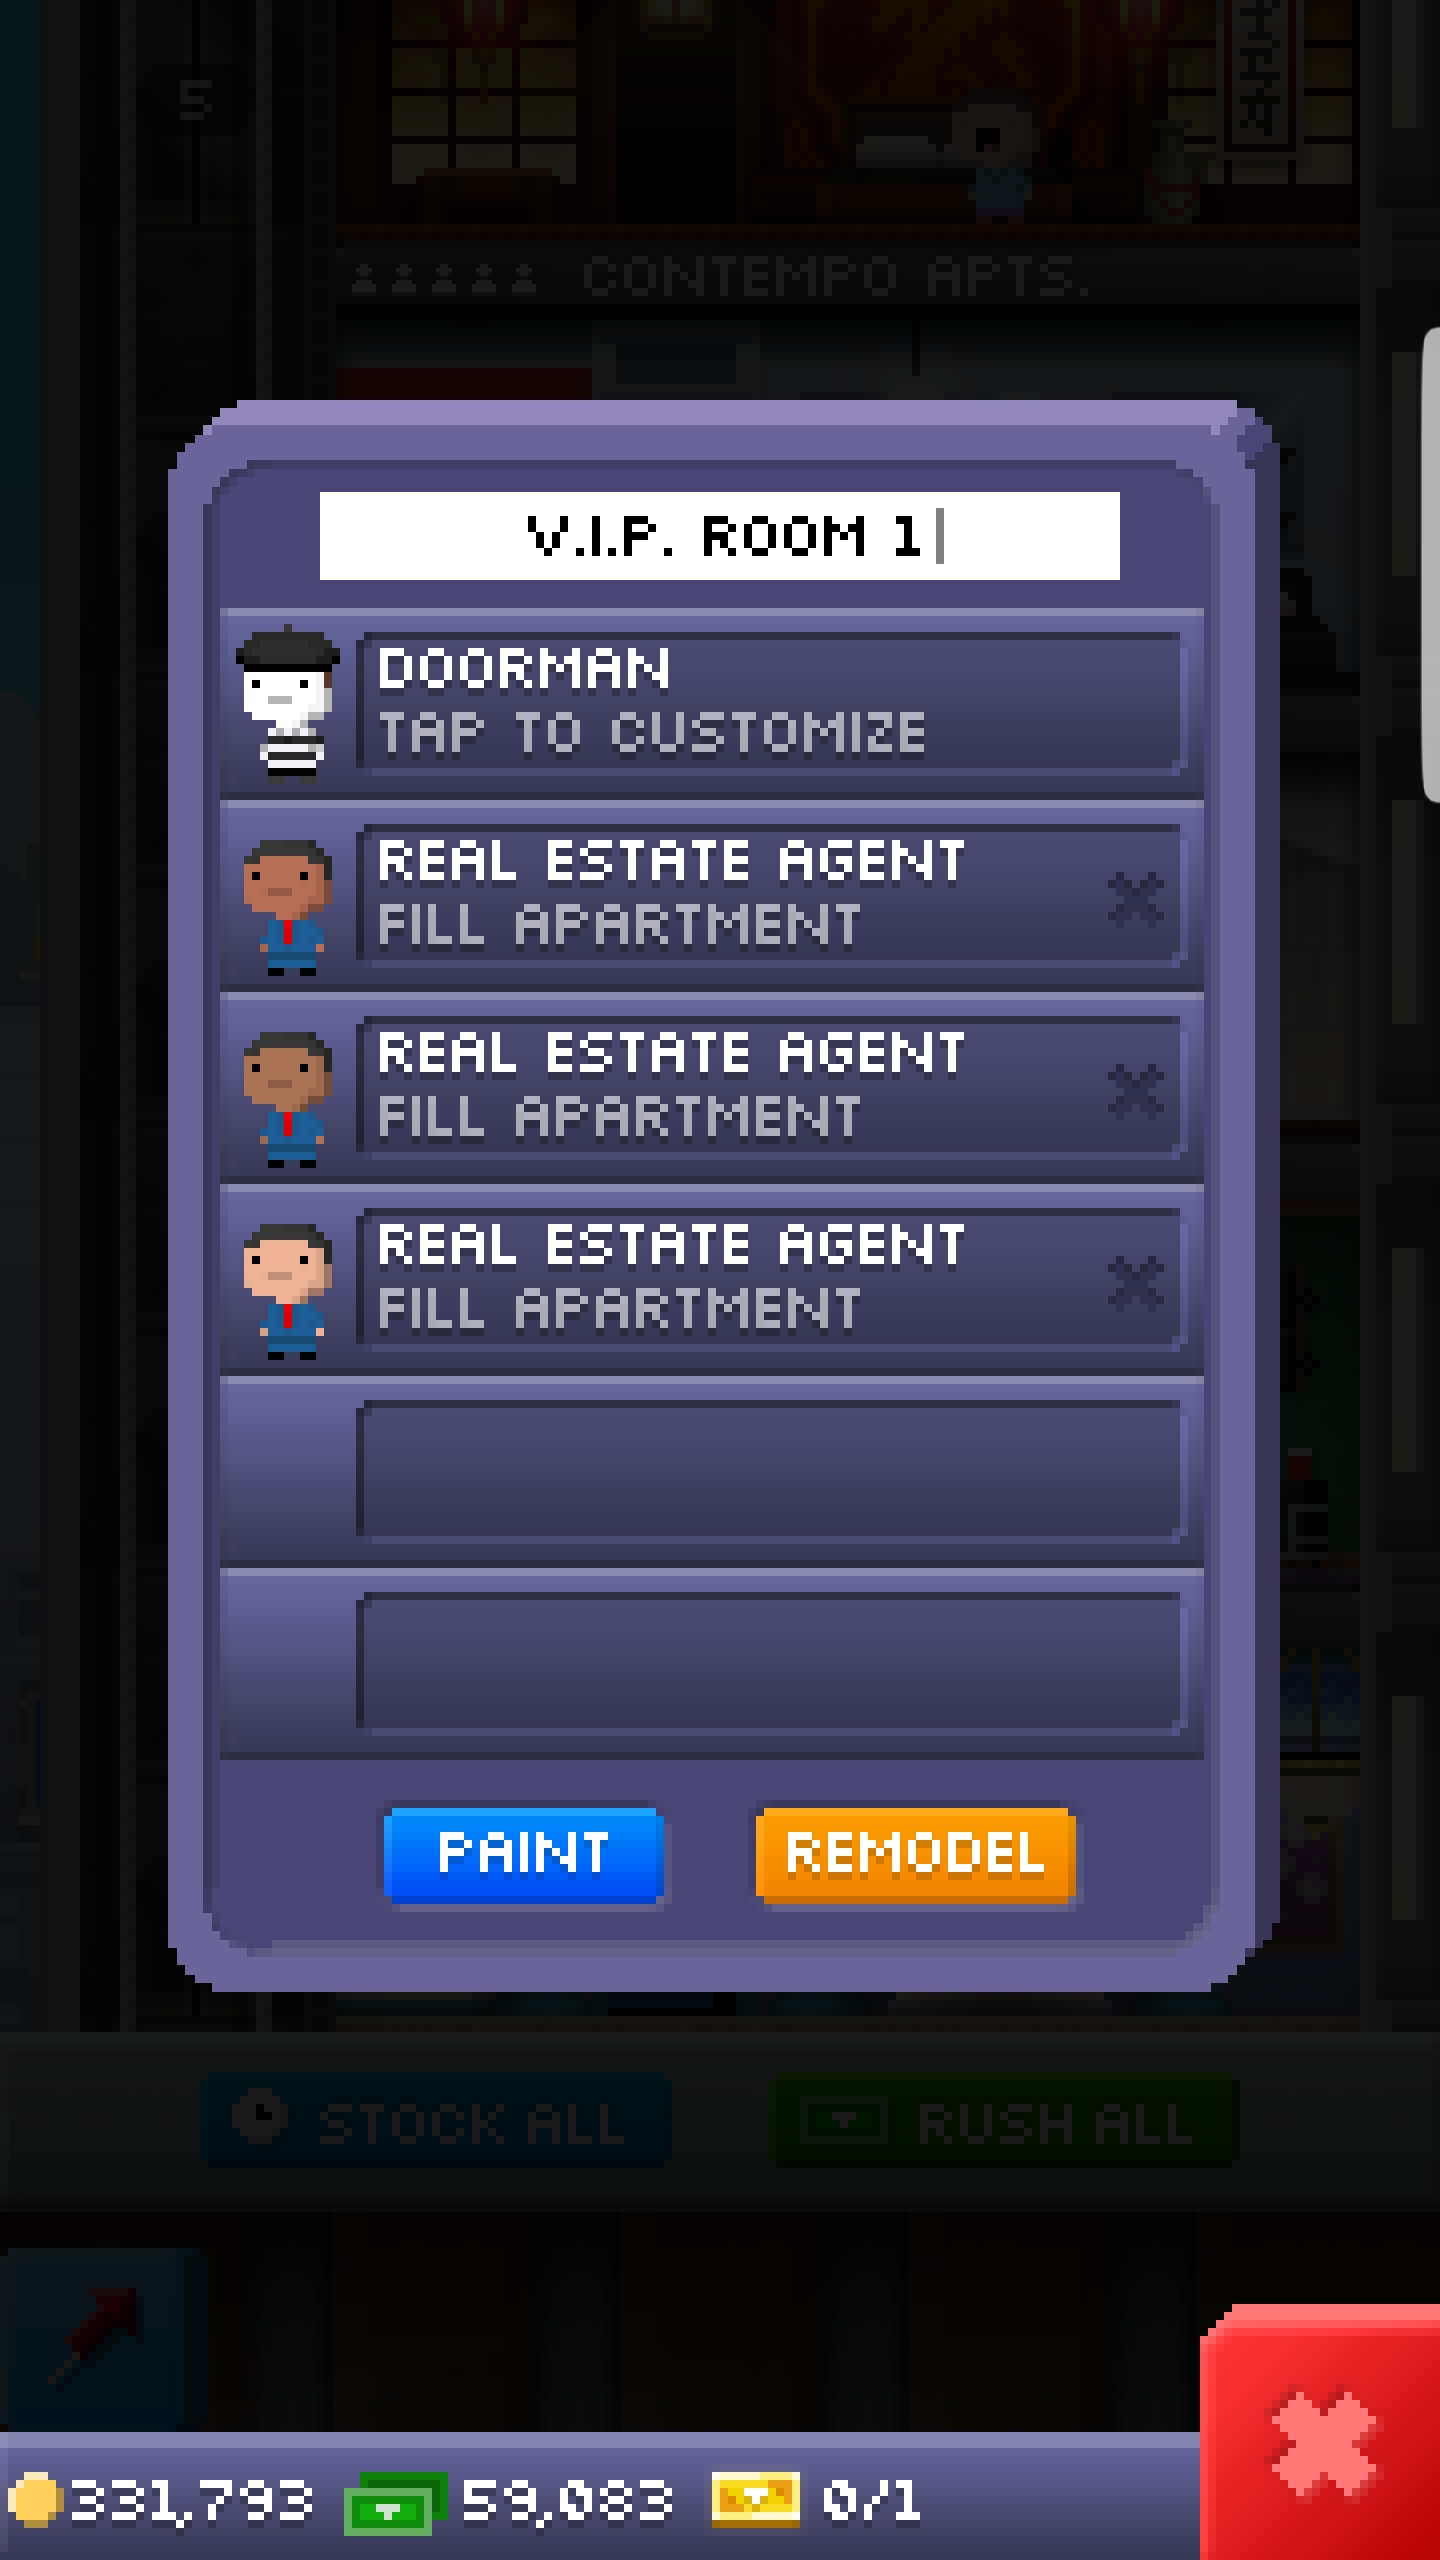 5
CONTEMPO APTS.
V.I.P. ROOM 1
DOORMAN
TAP TO CUSTOMIZE
REAL ESTATE AGENT
FILL APARTMENT
REAL ESTATE AGENT
FILL APARTMENT
REAL ESTATE AGENT
FILL APARTMENT
PAINT
REMODEL
STOCK ALL
RUSH ALL
331,793
59,083
0/1